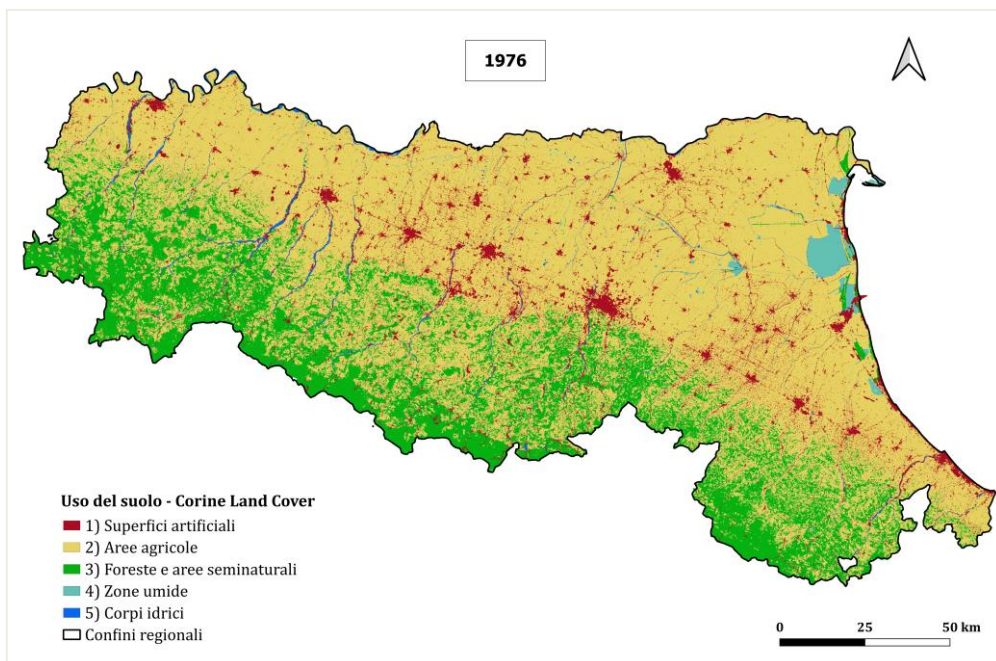 1976
Uso del suolo - Corine Land Cover
1) Superfici artificiali
2) Aree agricole
3) Foreste e aree seminaturali
4) Zone umide
5) Corpi idrici
Confini regionali
0 25 50 km